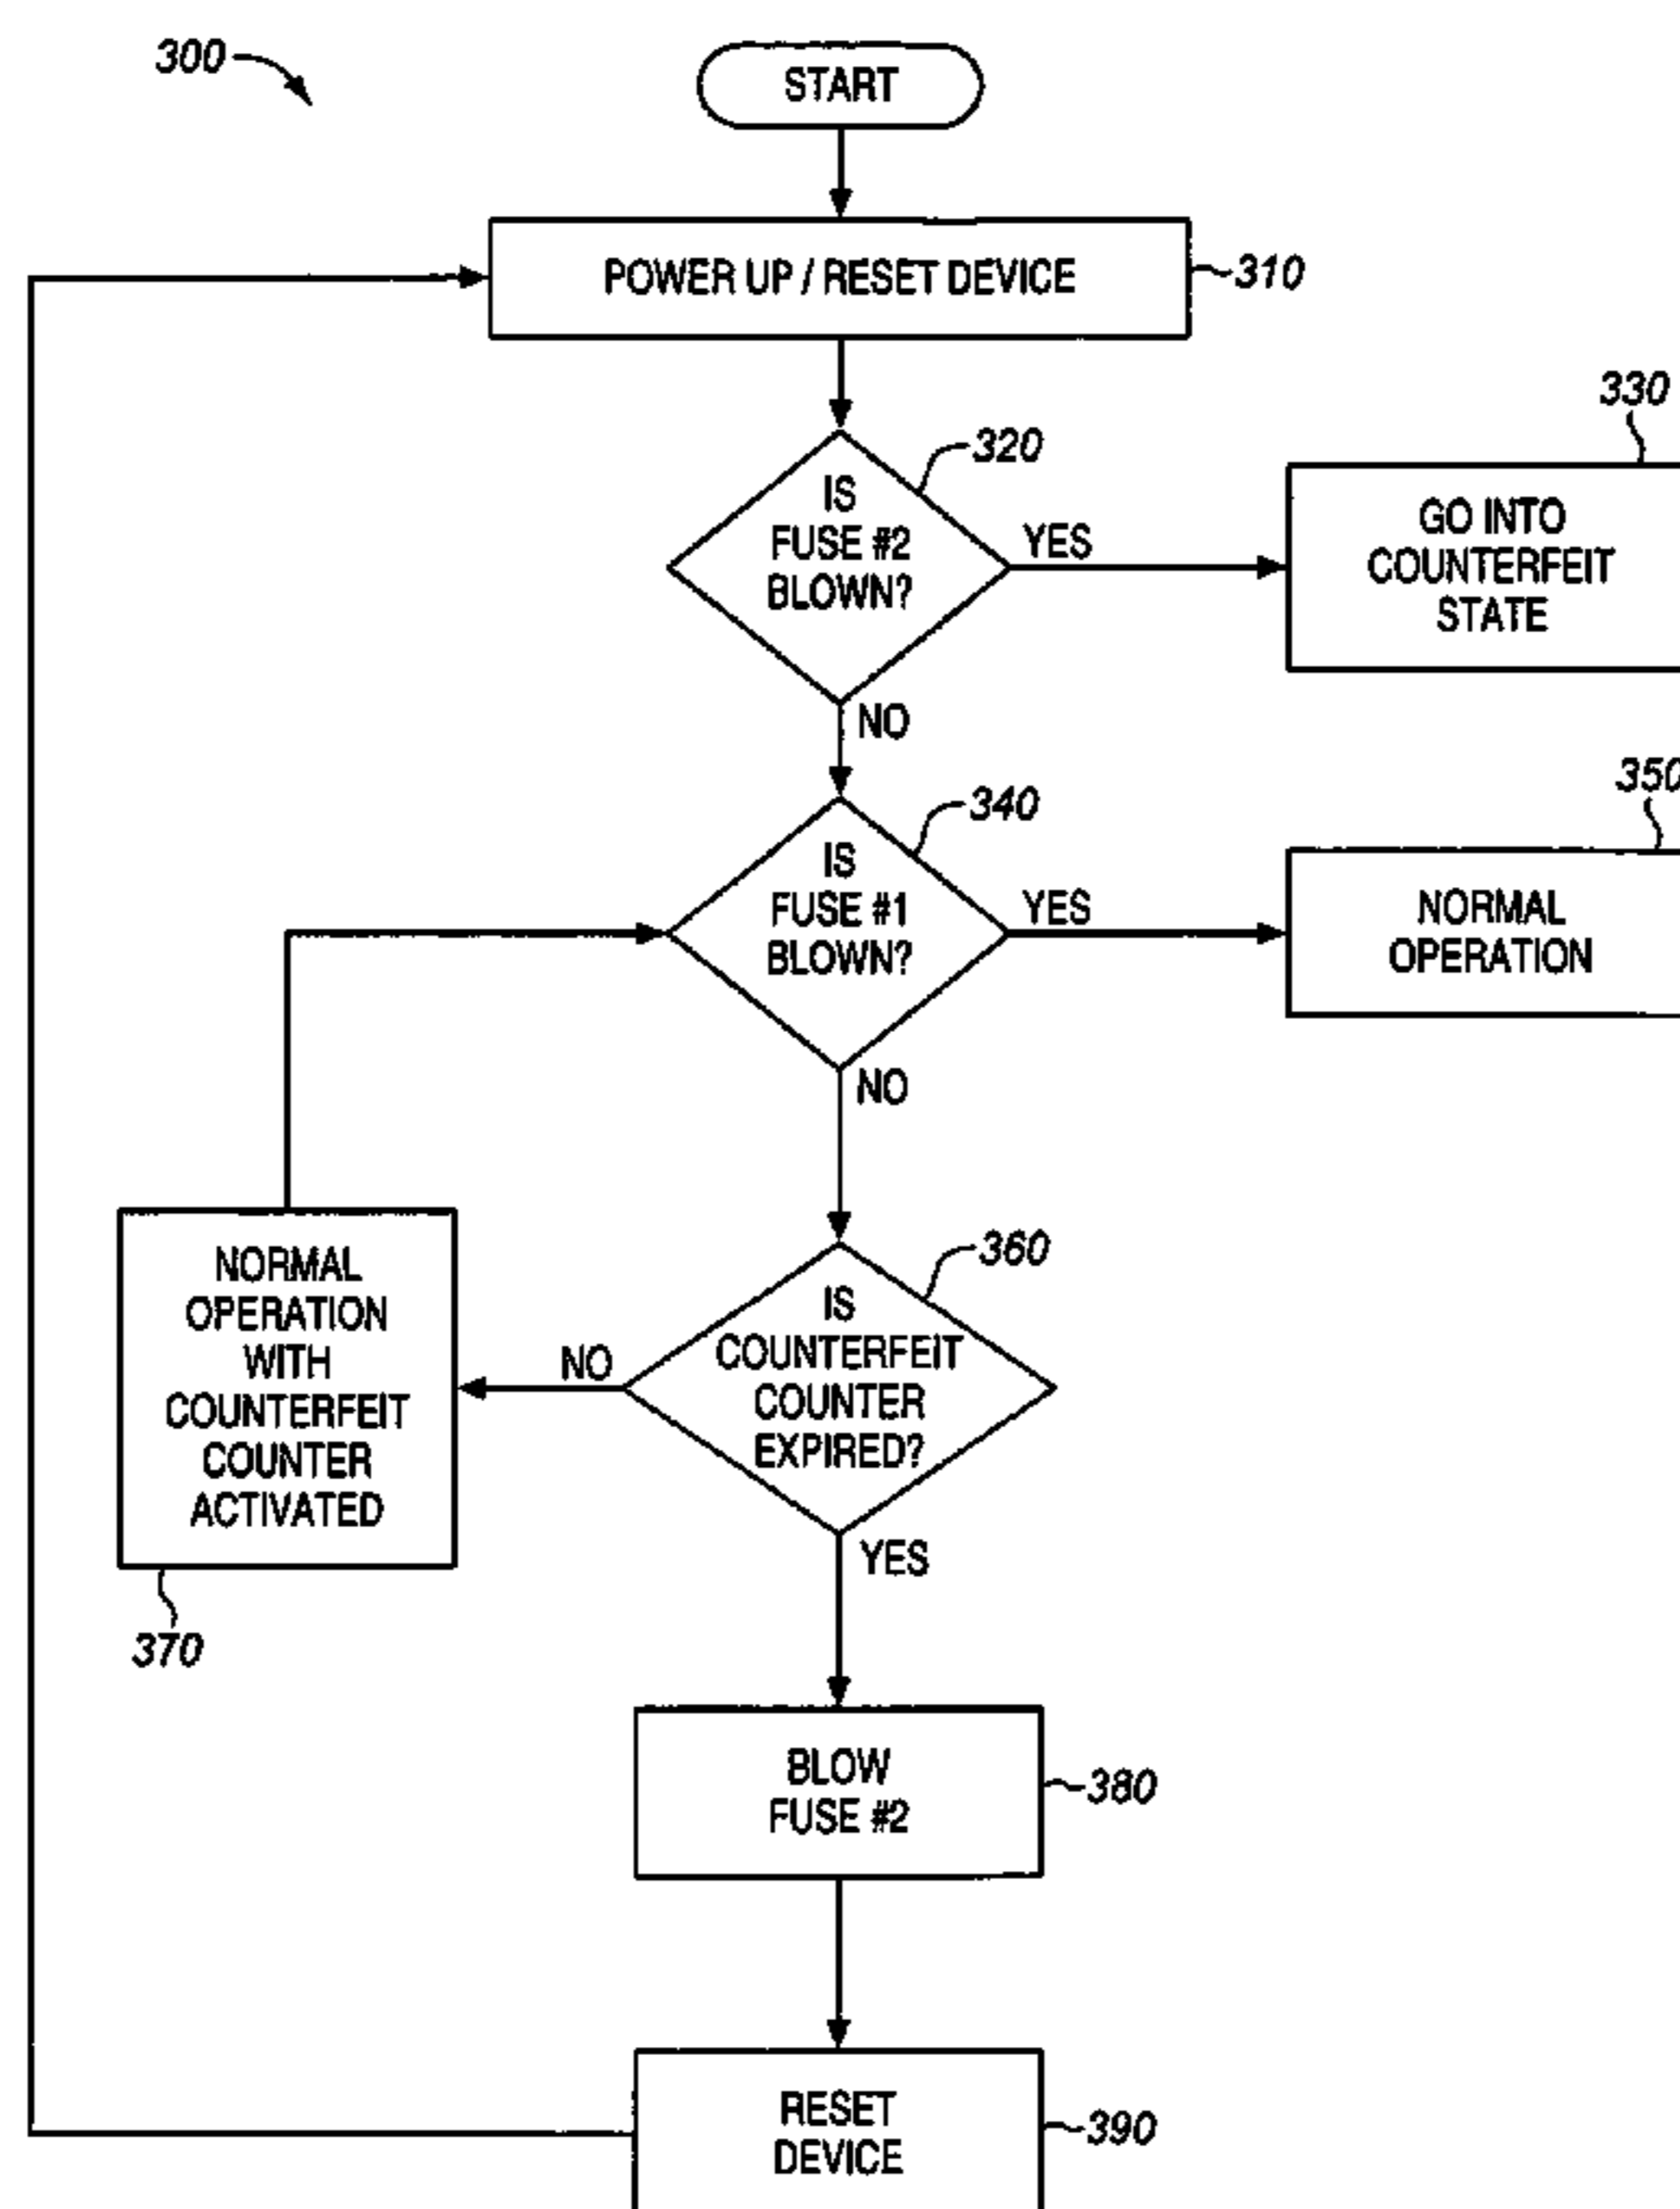 300
START
POWER UP / RESET DEVICE
310
320
IS
FUSE #2
BLOWN?
YES
330
GO INTO
COUNTERFEIT
STATE
NO
340
IS
FUSE #1
BLOWN?
YES
350
NORMAL
OPERATION
NO
360
IS
COUNTERFEIT
COUNTER
EXPIRED?
NO
NORMAL
OPERATION
WITH
COUNTERFEIT
COUNTER
ACTIVATED
370
YES
BLOW
FUSE #2
380
RESET
DEVICE
390